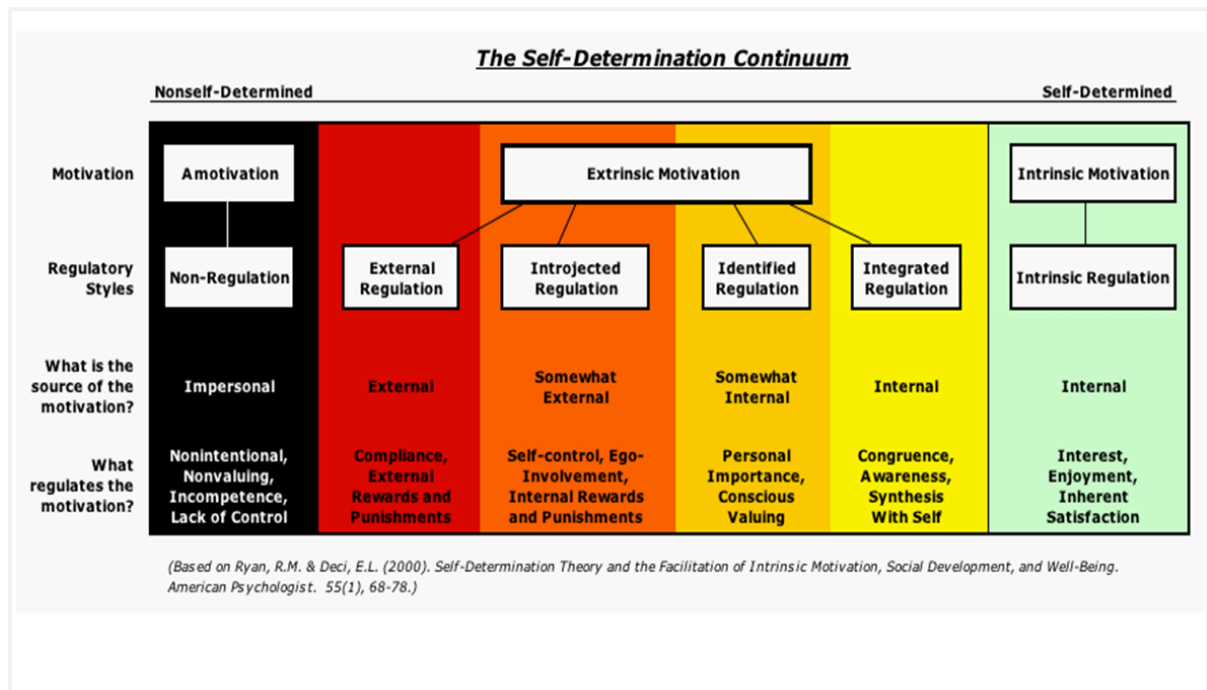 The Self-Determination Continuum
Nonself-Determined
Self-Determined
Motivation
Amotivation
Extrinsic Motivation
Intrinsic Motivation
Regulatory
Styles
Non-Regulation
External
Regulation
Introjected
Regulation
Identified
Regulation
Integrated
Regulation
Intrinsic Regulation
What is the
source of the
motivation?
Impersonal
External
Somewhat
External
Somewhat
Internal
Internal
Internal
What
regulates the
motivation?
Nonintentional,
Nonvaluing,
Incompetence,
Lack of Control
Compliance,
External
Rewards and
Punishments
Self-control, Ego-
Involvement,
Internal Rewards
and Punishments
Personal
Importance,
Conscious
Valuing
Congruence,
Awareness,
Synthesis
With Self
Interest,
Enjoyment,
Inherent
Satisfaction
(Based on Ryan, R.M. & Deci, E.L. (2000). Self-Determination Theory and the Facilitation of Intrinsic Motivation, Social Development, and Well-Being.
American Psychologist. 55(1), 68-78.)